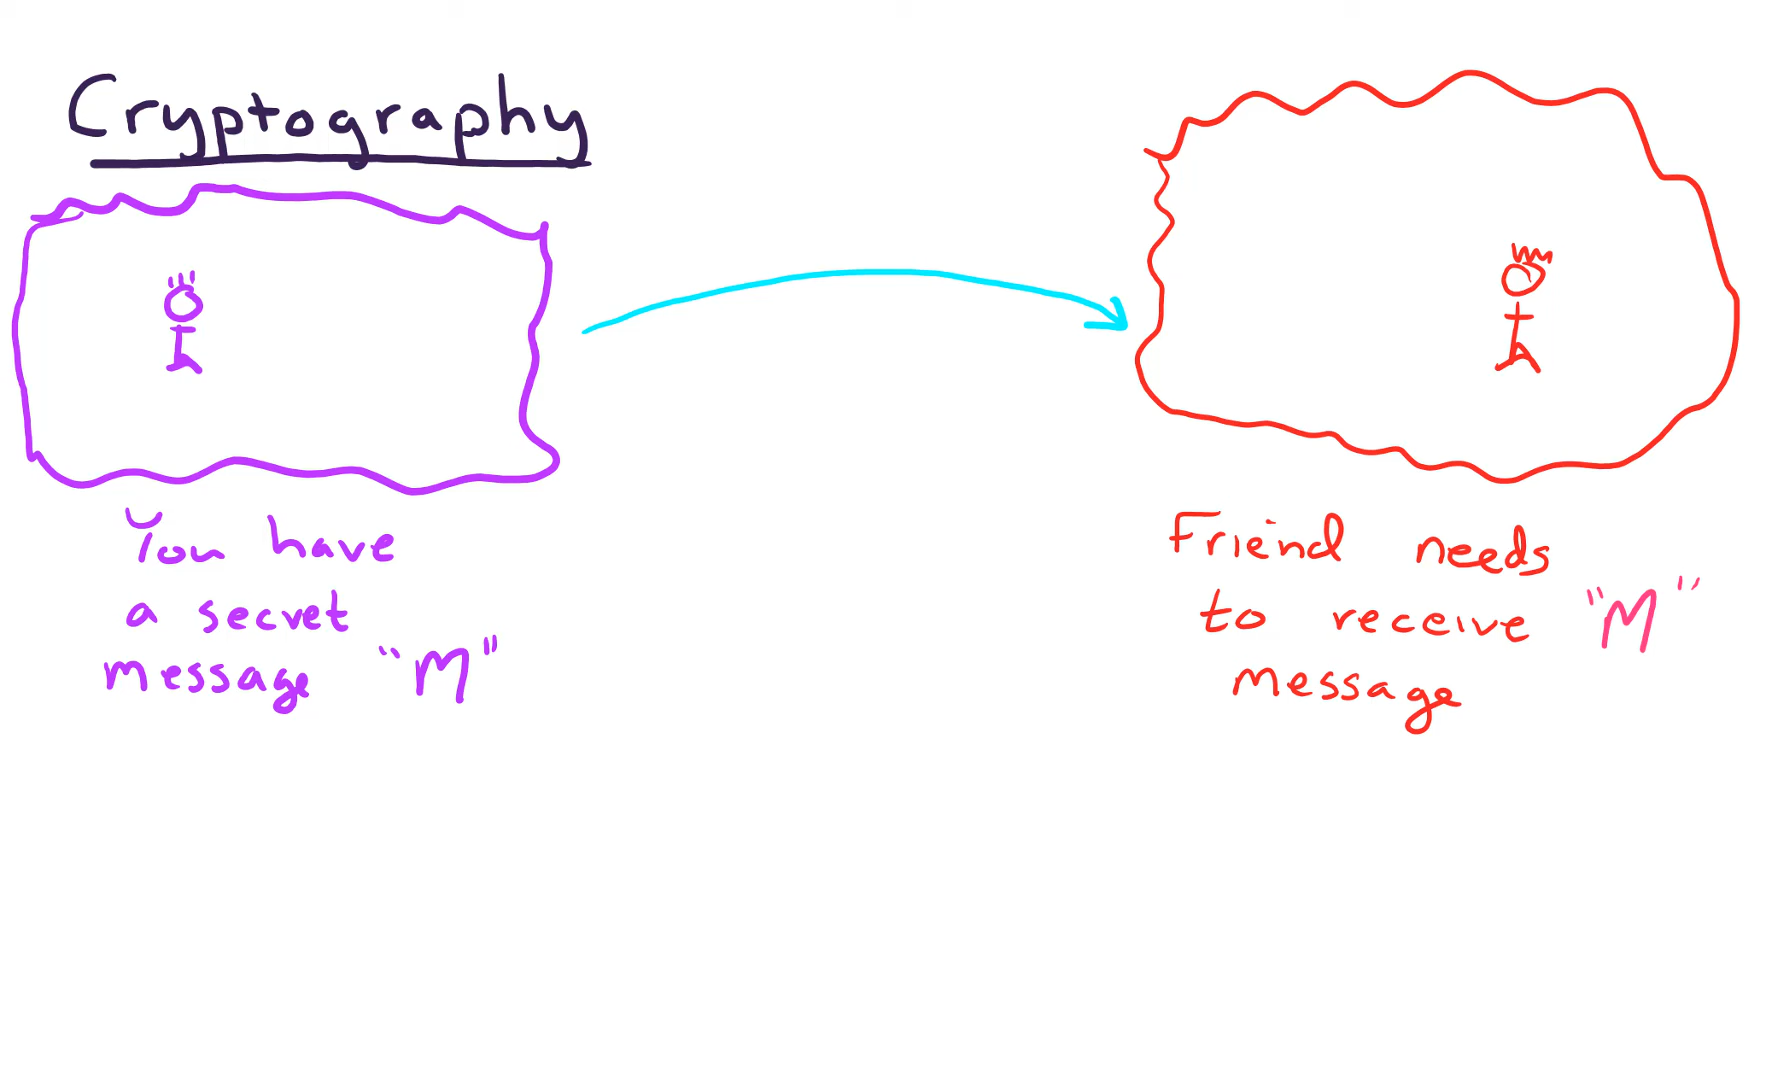 Cryptography
You have
a secret
message "M"
Friend needs
to receive "M"
message